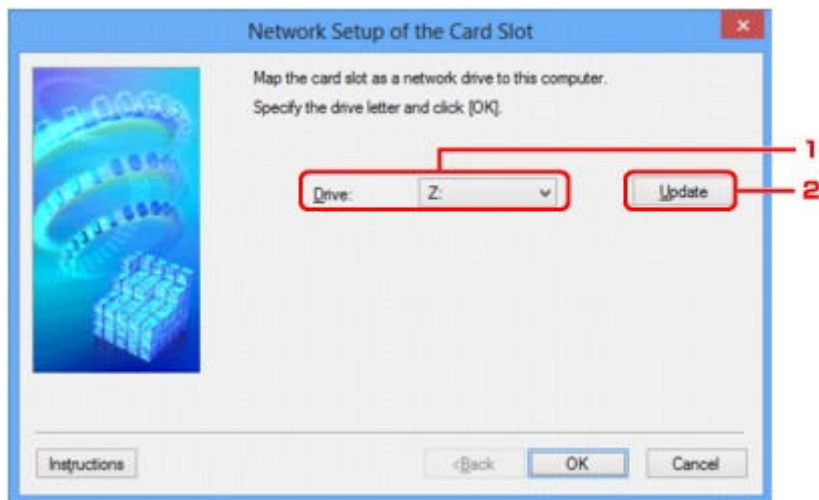 Network Setup of the Card Slot
Map the card slot as a network drive to this computer.
Specify the drive letter and click [OK].
1
Drive: Z: Update 2
Instructions <Back OK Cancel